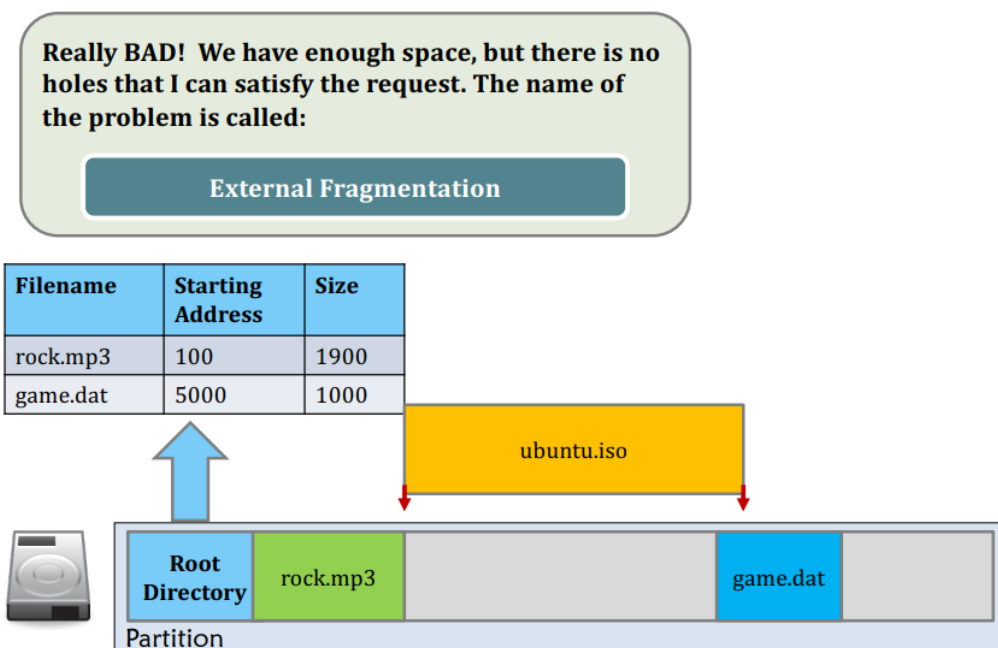 Really BAD!  We have enough space, but there is no
holes that I can satisfy the request. The name of
the problem is called:
External Fragmentation
Filename Starting Address Size
rock.mp3 100 1900
game.dat 5000 1000
ubuntu.iso
Root
Directory
rock.mp3
game.dat
Partition